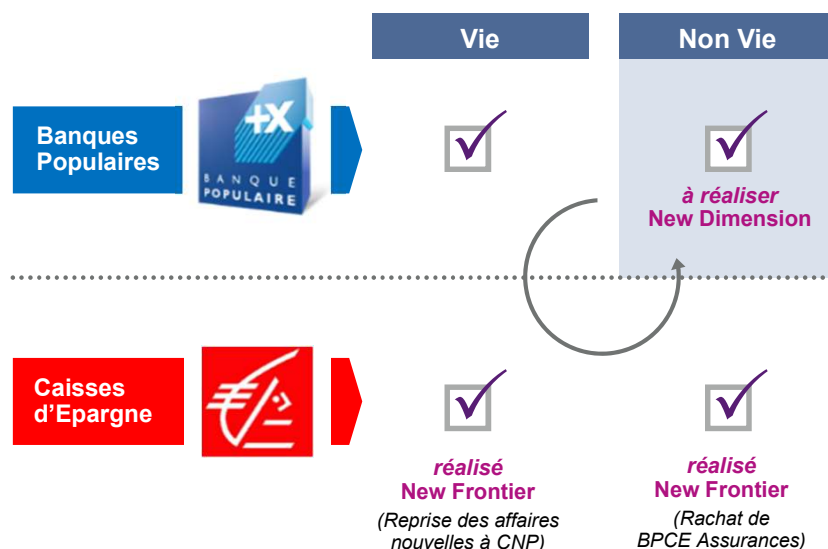 Vie
Non Vie
Banques
Populaires
+X
BANQUE
POPULAIRE
à réaliser
New Dimension
Caisses
d'Epargne
réalisé
New Frontier
(Reprise des affaires
nouvelles à CNP)
réalisé
New Frontier
(Rachat de
BPCE Assurances)